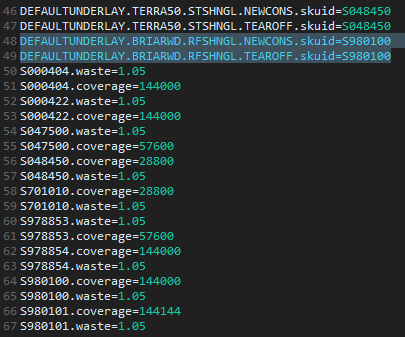 46 DEFAULTUNDERLAY.TERRA50.STSHNGL.NEWCONS.skuid=S048450
47 DEFAULTUNDERLAY.TERRA50.STSHNGL.TEAROFF.skuid=S048450
48 DEFAULTUNDERLAY.BRIARWD.RFSHNGL.NEWCONS.skuid=S980100
49 DEFAULTUNDERLAY.BRIARWD.RFSHNGL.TEAROFF.skuid=S980100
50 S000404.waste=1.05
51 S000404.coverage=144000
52 S000422.waste=1.05
53 S000422.coverage=144000
54 S047500.waste=1.05
55 S047500.coverage=57600
56 S048450.coverage=28800
57 S048450.waste=1.05
58 S701010.coverage=28800
59 S701010.waste=1.05
60 S978853.waste=1.05
61 S978853.coverage=57600
62 S978854.coverage=144000
63 S978854.waste=1.05
64 S980100.coverage=144000
65 S980100.waste=1.05
66 S980101.coverage=144144
67 S980101.waste=1.05